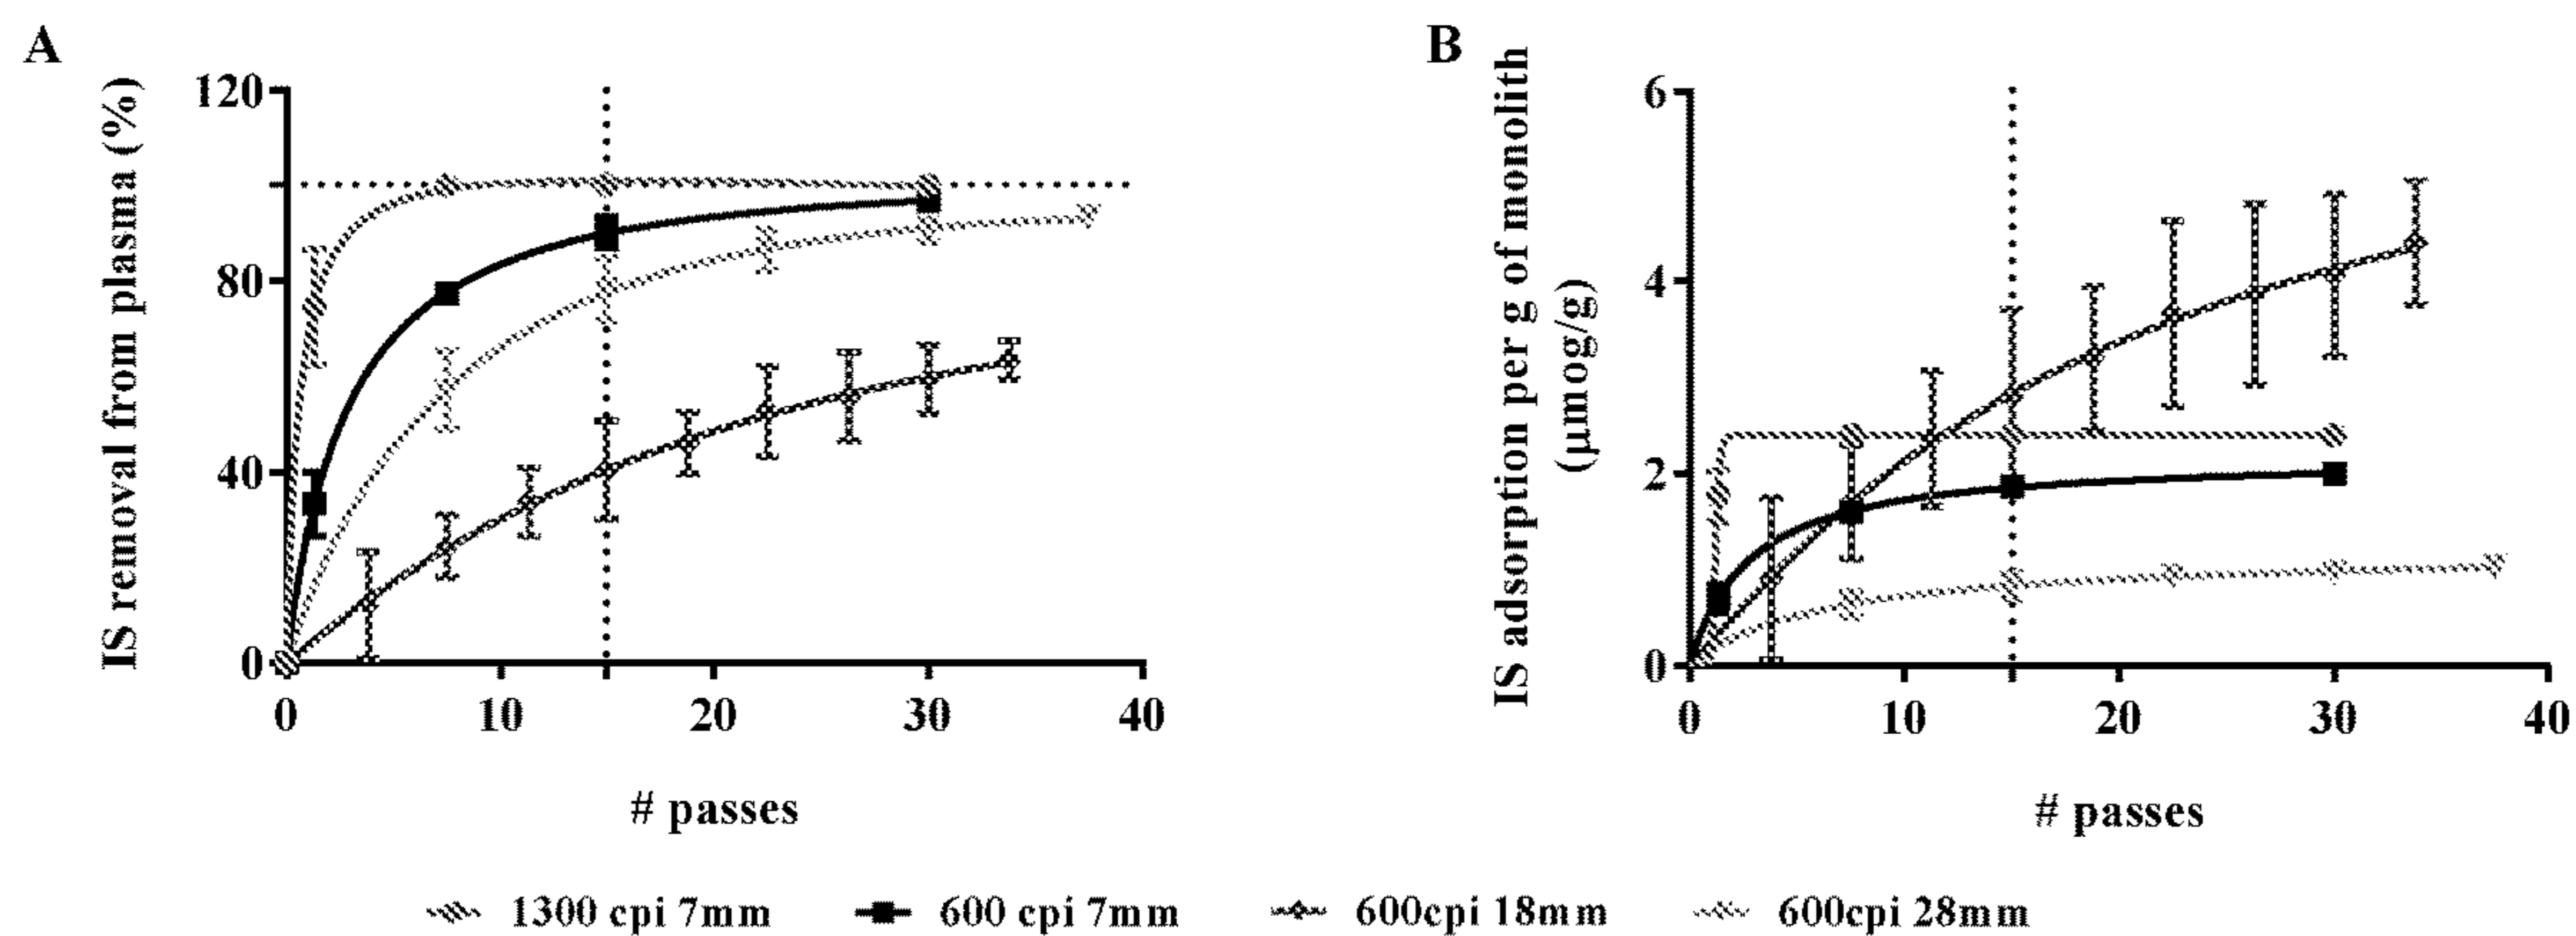 A
B
IS removal from plasma (%)
120
80
40
0
0 10 20 30 40
# passes
IS adsorption per g of monolith
(µmog/g)
6
4
2
0
0 10 20 30 40
# passes
1300 cpi 7mm 600 cpi 7mm 600cpi 18mm 600cpi 28mm